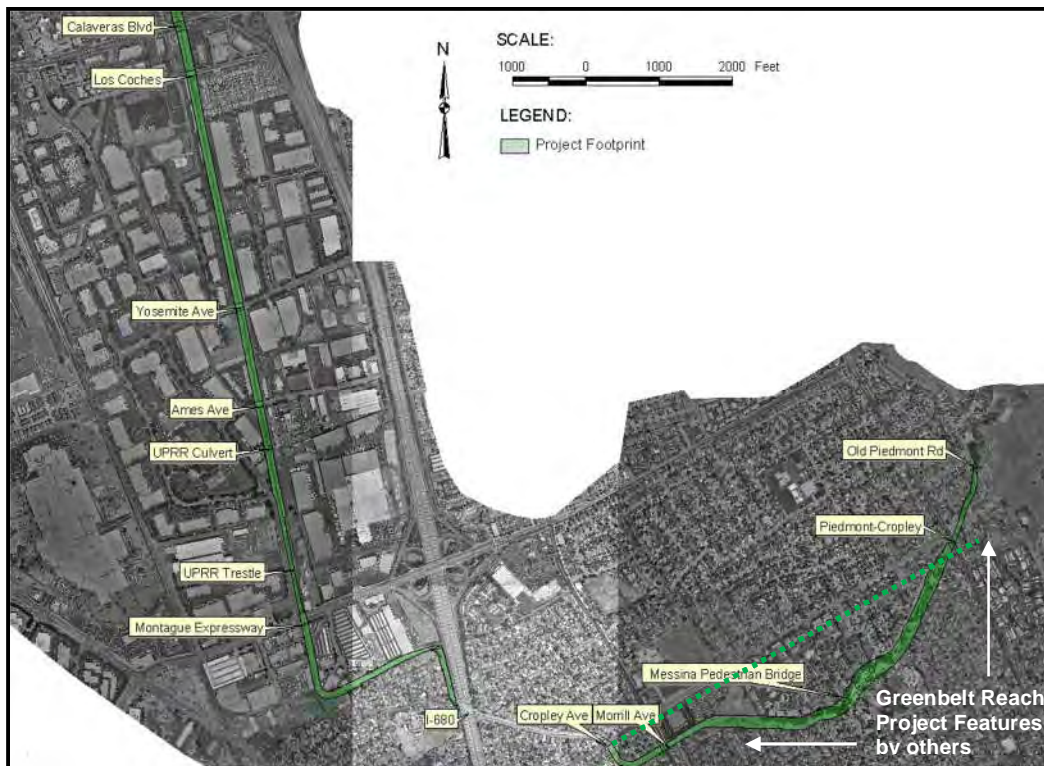 Calaveras Blvd
Los Coches
N
SCALE:
1000 0 1000 2000 Feet
LEGEND:
Project Footprint
Yosemite Ave
Ames Ave
UPRR Culvert
UPRR Trestle
Montague Expressway
I-680
Old Piedmont Rd
Piedmont-Cropley
Messina Pedestrian Bridge
Cropley Ave
Morrill Ave
Greenbelt Reach
Project Features
by others